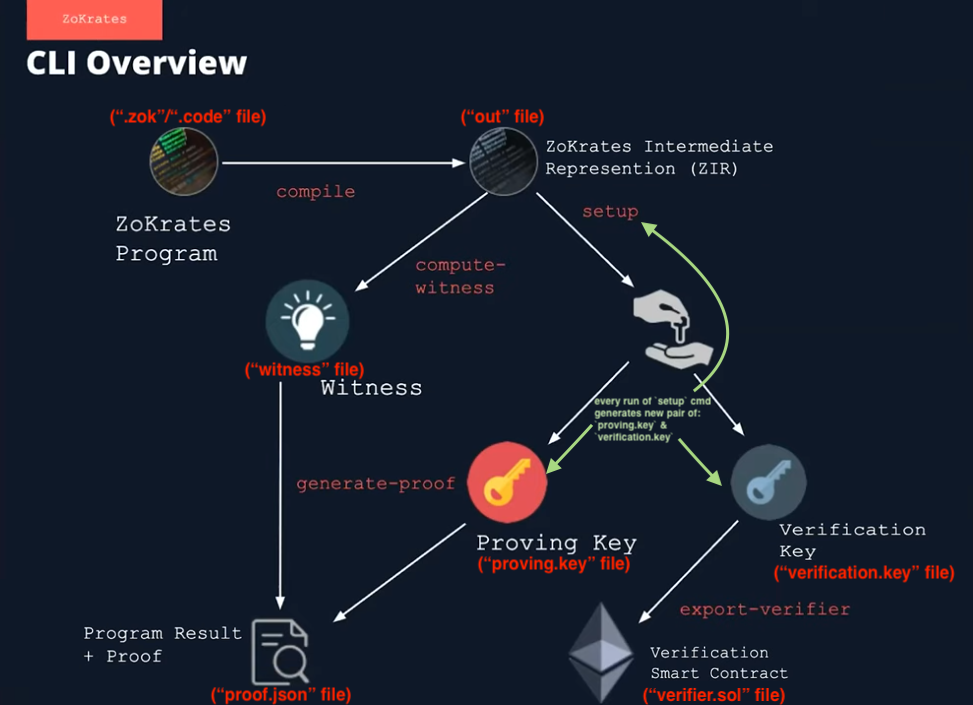 ZoKrates
CLI Overview
(“.zok”/“.code” file)
(“out” file)
ZoKrates Intermediate
Represention (ZIR)
compile
setup
ZoKrates
Program
compute-
witness
(“witness” file)
Witness
every run of `setup` cmd
generates new pair of:
`proving.key` &
`verification.key`
generate-proof
Proving Key
(“proving.key” file)
Verification
Key
(“verification.key” file)
export-verifier
Program Result
+ Proof
(“proof.json” file)
Verification
Smart Contract
(“verifier.sol” file)